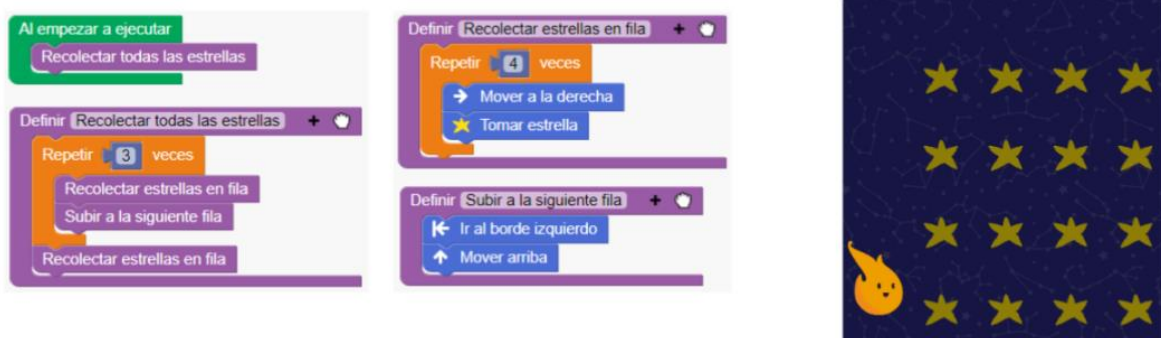 Al empezar a ejecutar
Recolectar todas las estrellas
Definir Recolectar todas las estrellas +
Repetir 3 veces
Recolectar estrellas en fila
Subir a la siguiente fila
Recolectar estrellas en fila
Definir Recolectar estrellas en fila +
Repetir 4 veces
Mover a la derecha
Tomar estrella
Definir Subir a la siguiente fila +
Ir al borde izquierdo
Mover arriba